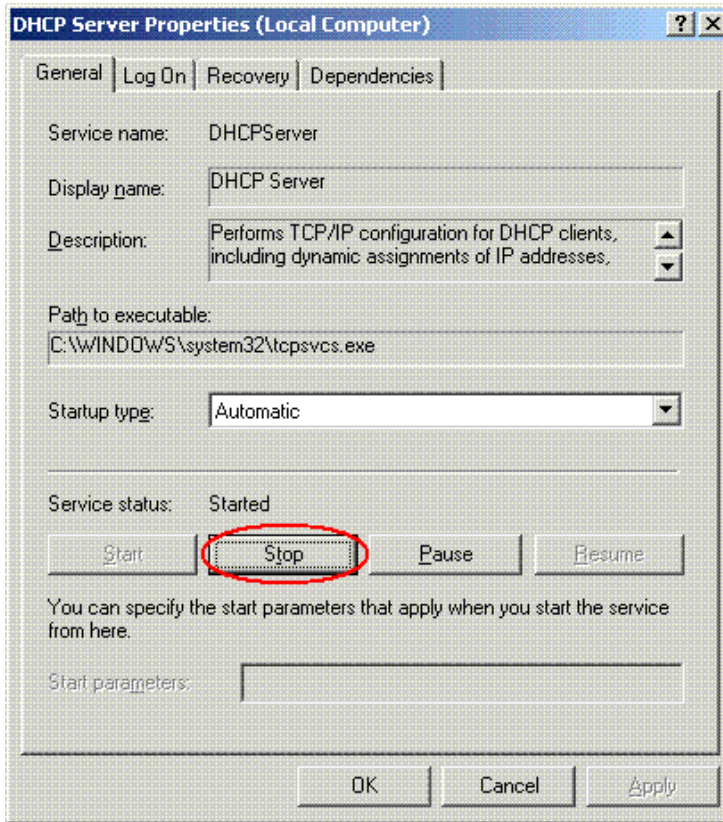 DHCP Server Properties (Local Computer)
General Log On Recovery Dependencies
Service name: DHCPServer
Display name: DHCP Server
Description: Performs TCP/IP configuration for DHCP clients,
including dynamic assignments of IP addresses,
Path to executable:
C:\WINDOWS\system32\tcpsvcs.exe
Startup type: Automatic
Service status: Started
Start Stop Pause Resume
You can specify the start parameters that apply when you start the service
from here.
Start parameters:
OK Cancel Apply